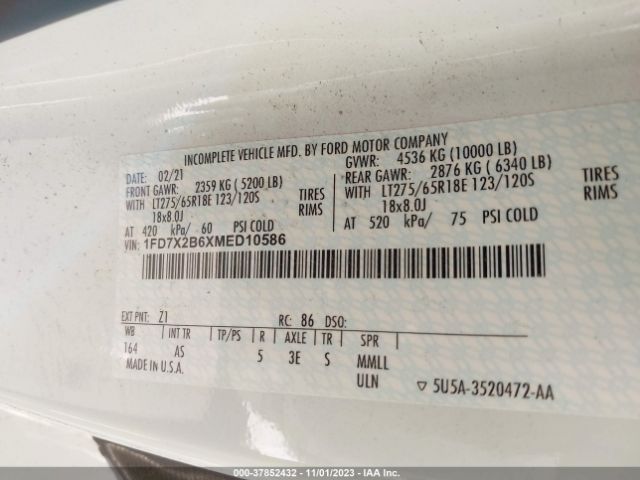 INCOMPLETE VEHICLE MFD. BY FORD MOTOR COMPANY
DATE: 02/21 GVWR: 4536 KG (10000 LB)
FRONT GAWR: 2359 KG ( 5200 LB) REAR GAWR: 2876 KG ( 6340 LB)
WITH LT275/65R18E 123/120S TIRES WITH LT275/65R18E 123/120S TIRES
18x8.0J RIMS 18x8.0J RIMS
AT 420 kPa/ 60 PSI COLD AT 520 kPa/ 75 PSI COLD
VIN: 1FD7X2B6XMED10586
EXT PNT: Z1 RC: 86 DSO:
WB INT TR TP/PS R AXLE TR SPR
164 AS 5 3E S MMLL
MADE IN U.S.A. ULN ▽ 5U5A-3520472-AA
000-37852432 - 11/01/2023 - IAA Inc.